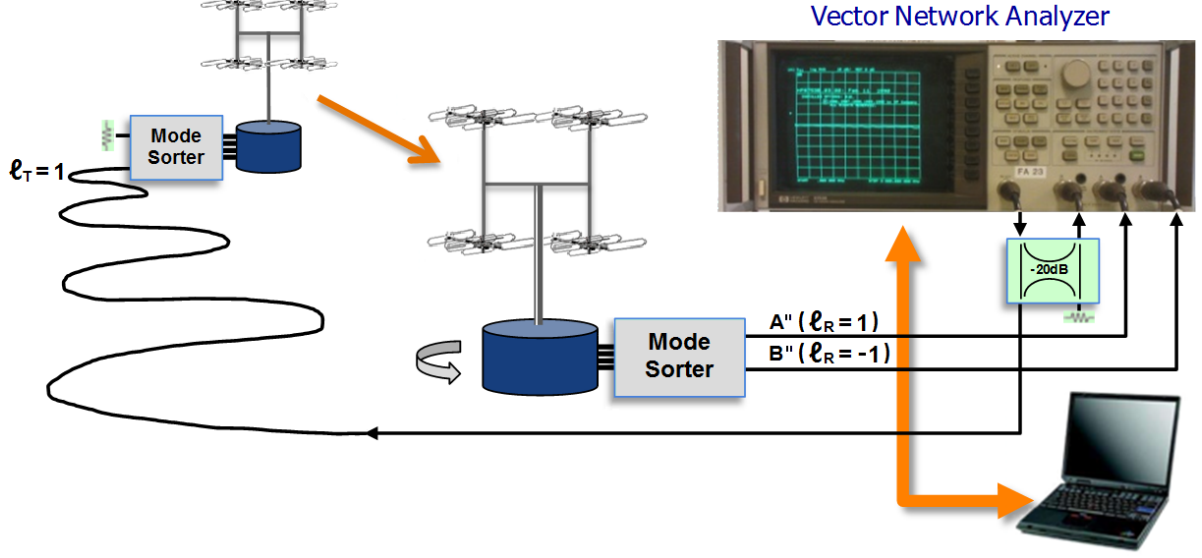 Vector Network Analyzer
Mode
Sorter
ℓT = 1
FA 23
-20dB
A" (ℓR = 1)
B" (ℓR = -1)
Mode
Sorter